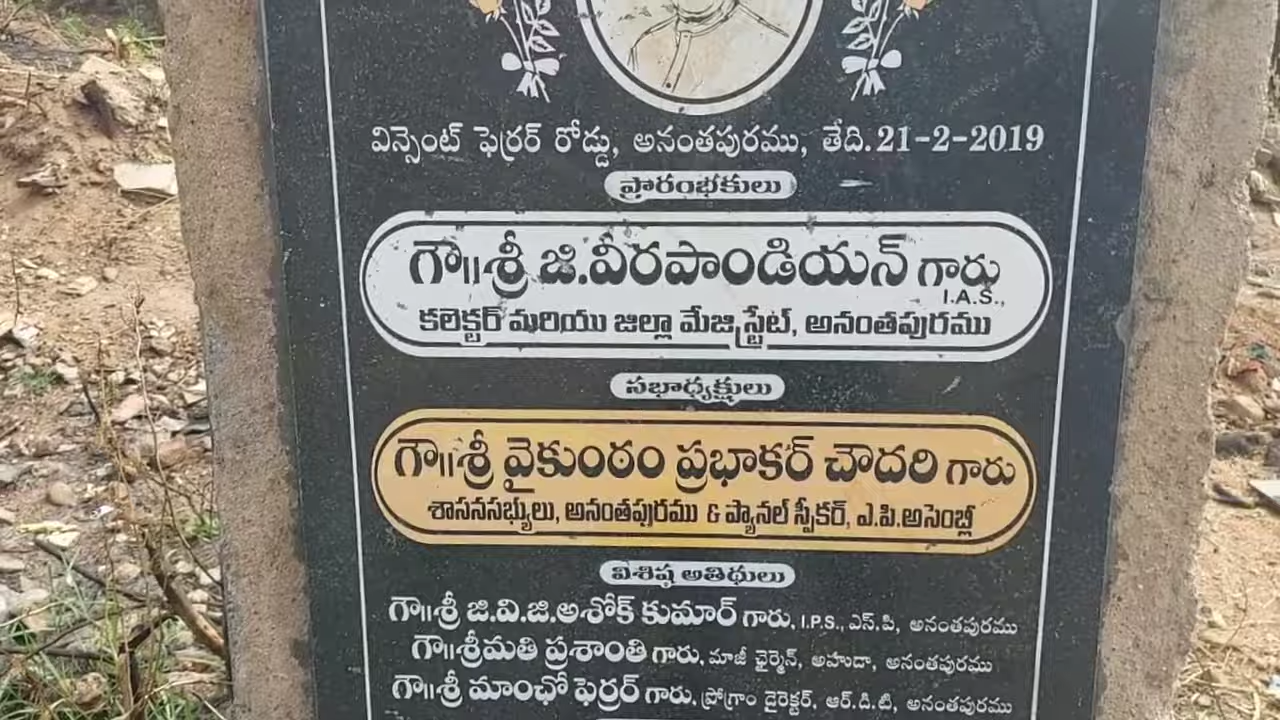 విన్సెంట్ ఫెర్రర్ రోడ్డు, అనంతపురము, తేది.21-2-2019
ప్రారంభకులు
గౌ॥శ్రీ జి.వీరపాండియన్ గారు
I.A.S.,
కలెక్టర్ మరియు జిల్లా మేజిస్ట్రేట్, అనంతపురము
సభాధ్యక్షులు
గౌ॥శ్రీ వైకుంఠం ప్రభాకర్ చౌదరి గారు
శాసనసభ్యులు, అనంతపురము & ప్యానల్ స్పీకర్, ఎ.పి.అసెంబ్లీ
విశిష్ఠ అతిథులు
గౌ॥శ్రీ జి.వి.జి.అశోక్ కుమార్ గారు, I.P.S., ఎస్.పి, అనంతపురము
గౌ॥శ్రీమతి ప్రశాంతి గారు, మాజీ ఛైర్మెన్, అహుడా, అనంతపురము
గౌ॥శ్రీ మాంఛో ఫెర్రర్ గారు, ప్రోగ్రాం డైరెక్టర్, ఆర్.డి.టి, అనంతపురము